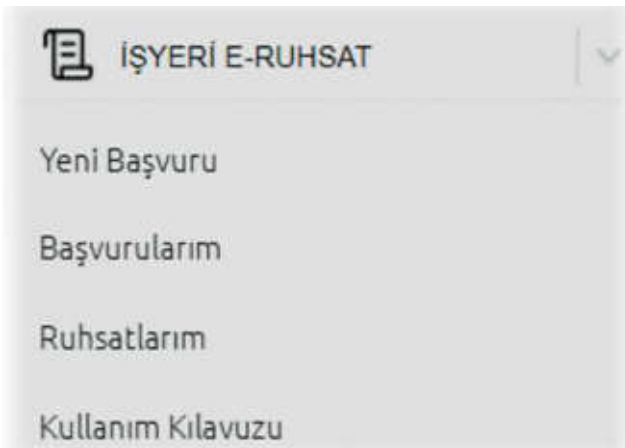 İŞYERİ E-RUHSAT
Yeni Başvuru
Başvurularım
Ruhsatlarım
Kullanım Kılavuzu